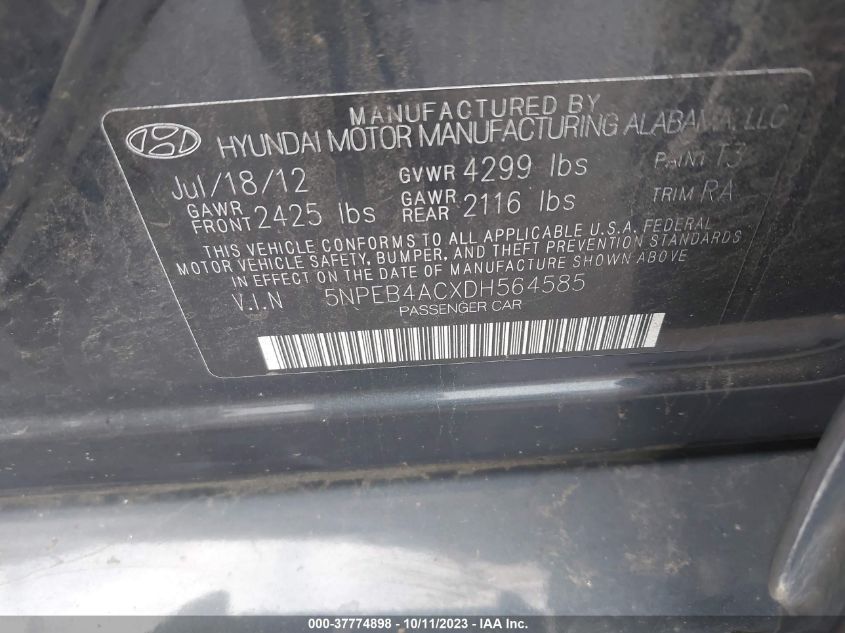 MANUFACTURED BY
HYUNDAI MOTOR MANUFACTURING ALABAMA, LLC
Jul/18/12 GVWR 4299 lbs PAINT T3
GAWR FRONT 2425 lbs GAWR REAR 2116 lbs TRIM RA
THIS VEHICLE CONFORMS TO ALL APPLICABLE U.S.A. FEDERAL
MOTOR VEHICLE SAFETY, BUMPER, AND THEFT PREVENTION STANDARDS
IN EFFECT ON THE DATE OF MANUFACTURE SHOWN ABOVE
V.I.N 5NPEB4ACXDH564585
PASSENGER CAR
000-37774898 - 10/11/2023 - IAA Inc.